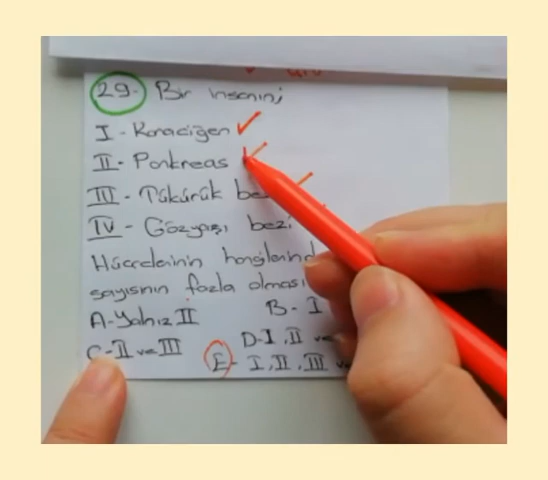 29. Bir insanın;
I - Karaciğer
II - Pankreas
III - Tükürük be
IV - Gözyaşı bezi
Hücrelerinin
sayısının fazla olması
A-Yalnız II B- I
C-II ve III D-I, II
E- I, II, III